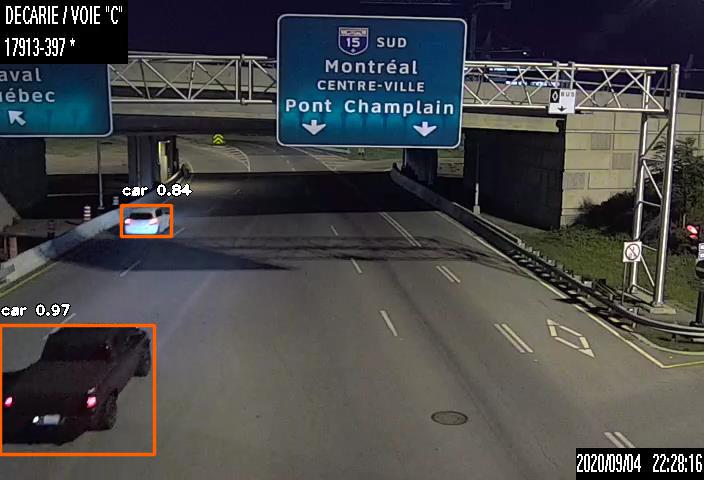 DECARIE / VOIE "C"
17913-397 *
aval
uébec
15 SUD
Montréal
CENTRE-VILLE
Pont Champlain
BUS
car 0.84
car 0.97
2020/09/04 22:28:16